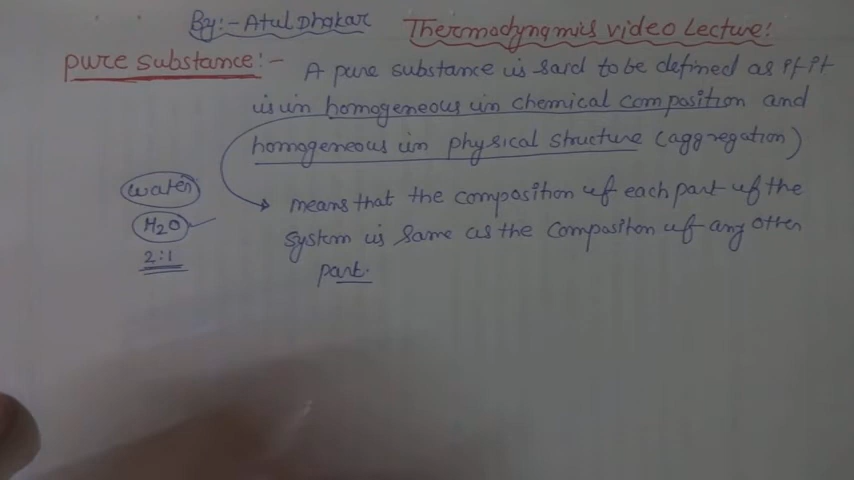 By:- Atul Dhakar
Thermodynamics video Lecture:
pure substance:-
A pure substance is said to be defined as if it
is in homogeneous in chemical composition and
homogeneous in physical structure (aggregation)
means that the composition of each part of the
system is same as the composition of any other
part.
water
H2O
2:1